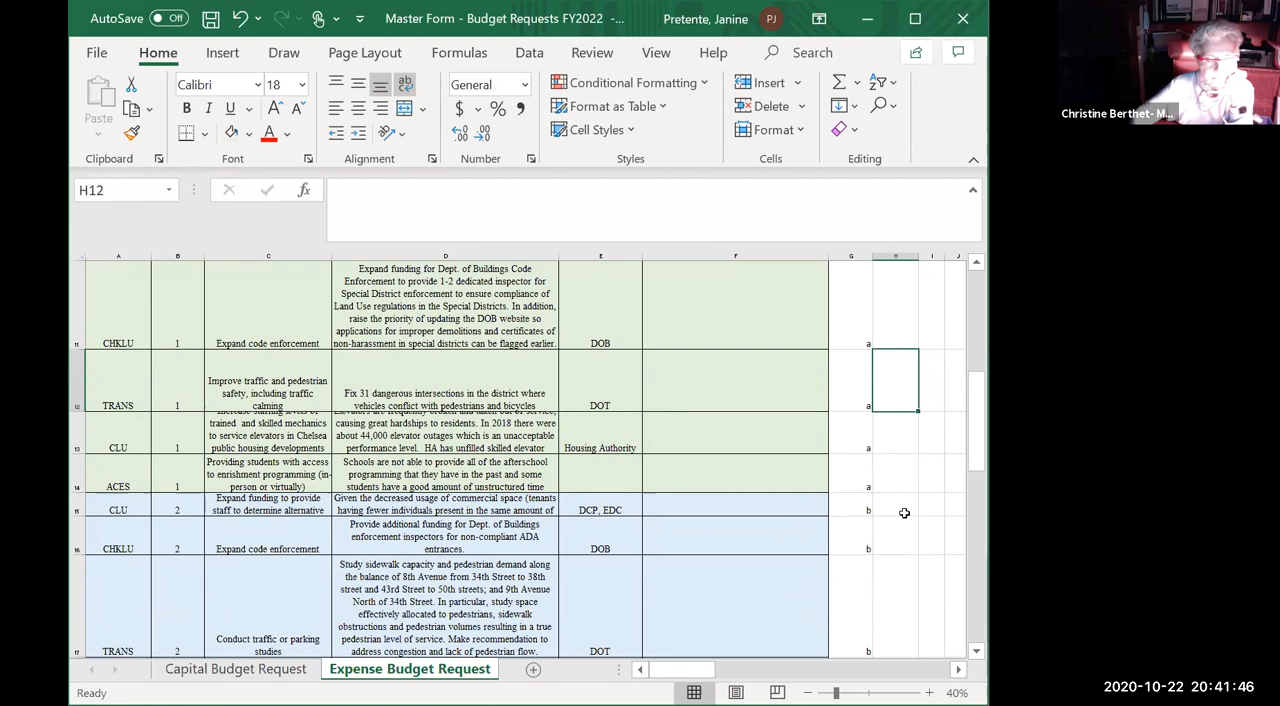 AutoSave Off Master Form - Budget Requests FY2022 -... Pretente, Janine PJ
File Home Insert Draw Page Layout Formulas Data Review View Help Search
Paste
Clipboard
Calibri 18
B I U
Font
Alignment
General
$ % 9
Number
Conditional Formatting
Format as Table
Cell Styles
Styles
Insert
Delete
Format
Cells
Editing
Christine Berthet- M...
H12 fx
A B C D E F G H I J
11 CHKLU 1 Expand code enforcement
Expand funding for Dept. of Buildings Code
Enforcement to provide 1-2 dedicated inspector for
Special District enforcement to ensure compliance of
Land Use regulations in the Special Districts. In addition,
raise the priority of updating the DOB website so
applications for improper demolitions and certificates of
non-harassment in special districts can be flagged earlier.
DOB a
12 TRANS 1
Improve traffic and pedestrian
safety, including traffic
calming
Fix 31 dangerous intersections in the district where
vehicles conflict with pedestrians and bicycles
DOT a
13 CLU 1
Increase staffing levels of
trained and skilled mechanics
to service elevators in Chelsea
public housing developments
Elevators are frequently broken and taken out of service,
causing great hardships to residents. In 2018 there were
about 44,000 elevator outages which is an unacceptable
performance level. HA has unfilled skilled elevator
Housing Authority a
14 ACES 1
Providing students with access
to enrishment programming (in-
person or virtually)
Schools are not able to provide all of the afterschool
programming that they have in the past and some
students have a good amount of unstructured time
a
15 CLU 2
Expand funding to provide
staff to determine alternative
Given the decreased usage of commercial space (tenants
having fewer individuals present in the same amount of
DCP, EDC b
16 CHKLU 2 Expand code enforcement
Provide additional funding for Dept. of Buildings
enforcement inspectors for non-compliant ADA
entrances.
DOB b
17 TRANS 2
Conduct traffic or parking
studies
Study sidewalk capacity and pedestrian demand along
the balance of 8th Avenue from 34th Street to 38th
street and 43rd Street to 50th streets; and 9th Avenue
North of 34th Street. In particular, study space
effectively allocated to pedestrians, sidewalk
obstructions and pedestrian volumes resulting in a true
pedestrian level of service. Make recommendation to
address congestion and lack of pedestrian flow.
DOT b
Capital Budget Request Expense Budget Request
Ready 40%
2020-10-22 20:41:46